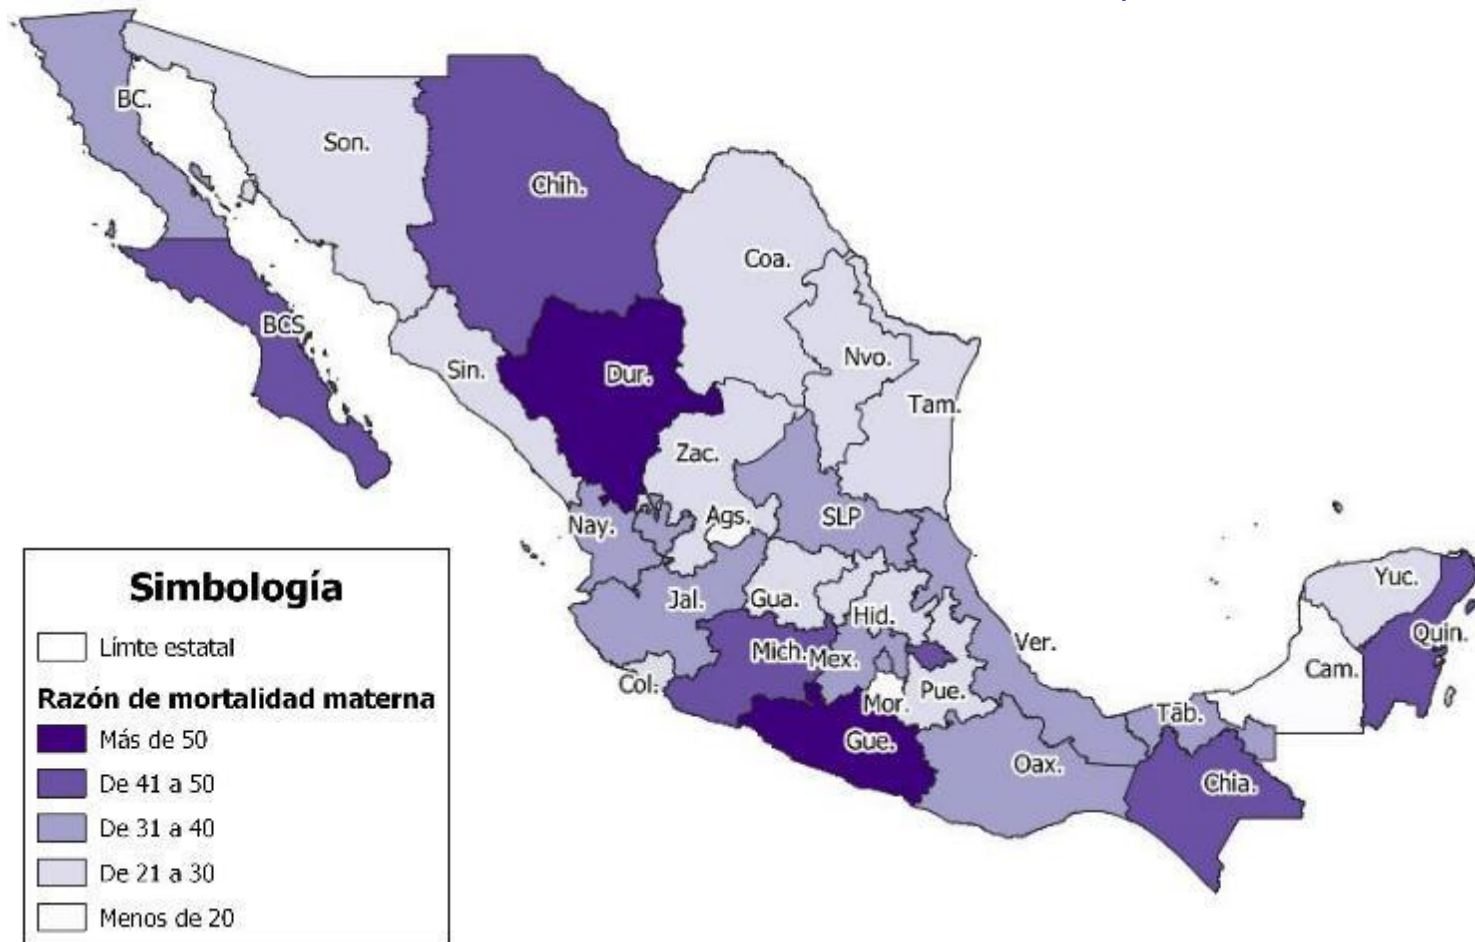 BC.
Son.
Chih.
Coa.
BCS
Sin.
Dur.
Nvo.
Tam.
Zac.
Nay.
Ags.
SLP
Jal.
Gua.
Hid.
Ver.
Yuc.
Quin.
Cam.
Col.
Mich.
Mex.
Mor.
Pue.
Tāb.
Gue.
Oax.
Chia.
Simbología
Límte estatal
Razón de mortalidad materna
Más de 50
De 41 a 50
De 31 a 40
De 21 a 30
Menos de 20